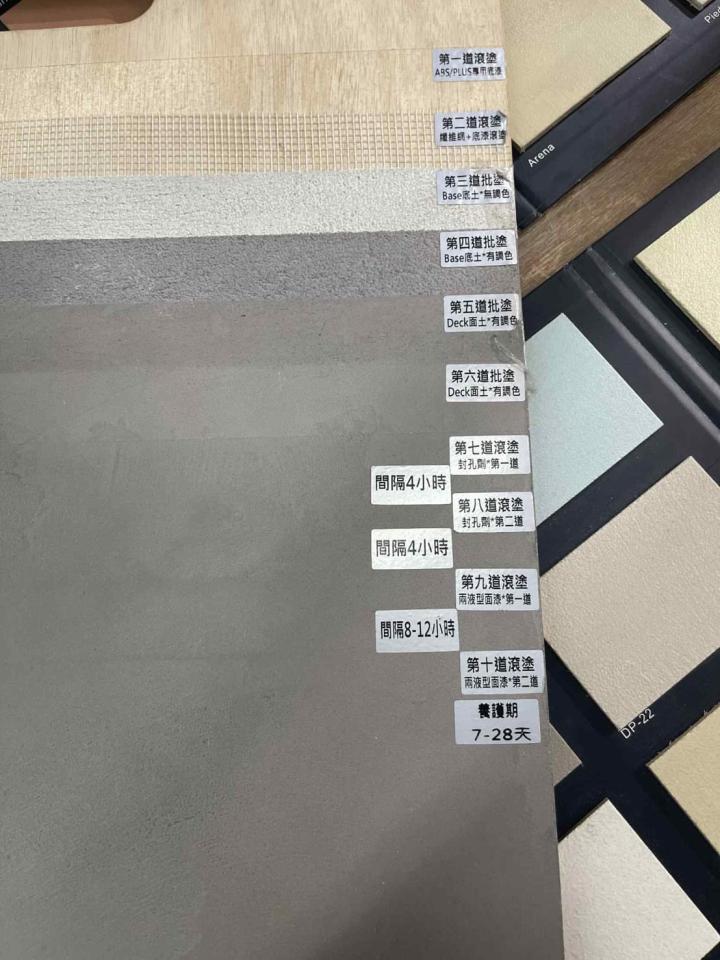 第一道滾塗
ABS/PLUS專用底漆
第二道滾塗
纖維網+底漆滾塗
Arena
第三道批塗
Base底土*無調色
第四道批塗
Base底土*有調色
第五道批塗
Deck面土*有調色
第六道批塗
Deck面土*有調色
第七道滾塗
封孔劑*第一道
間隔4小時
第八道滾塗
封孔劑*第二道
間隔4小時
第九道滾塗
兩液型面漆*第一道
間隔8-12小時
第十道滾塗
兩液型面漆*第二道
養護期
7-28天
DP-22